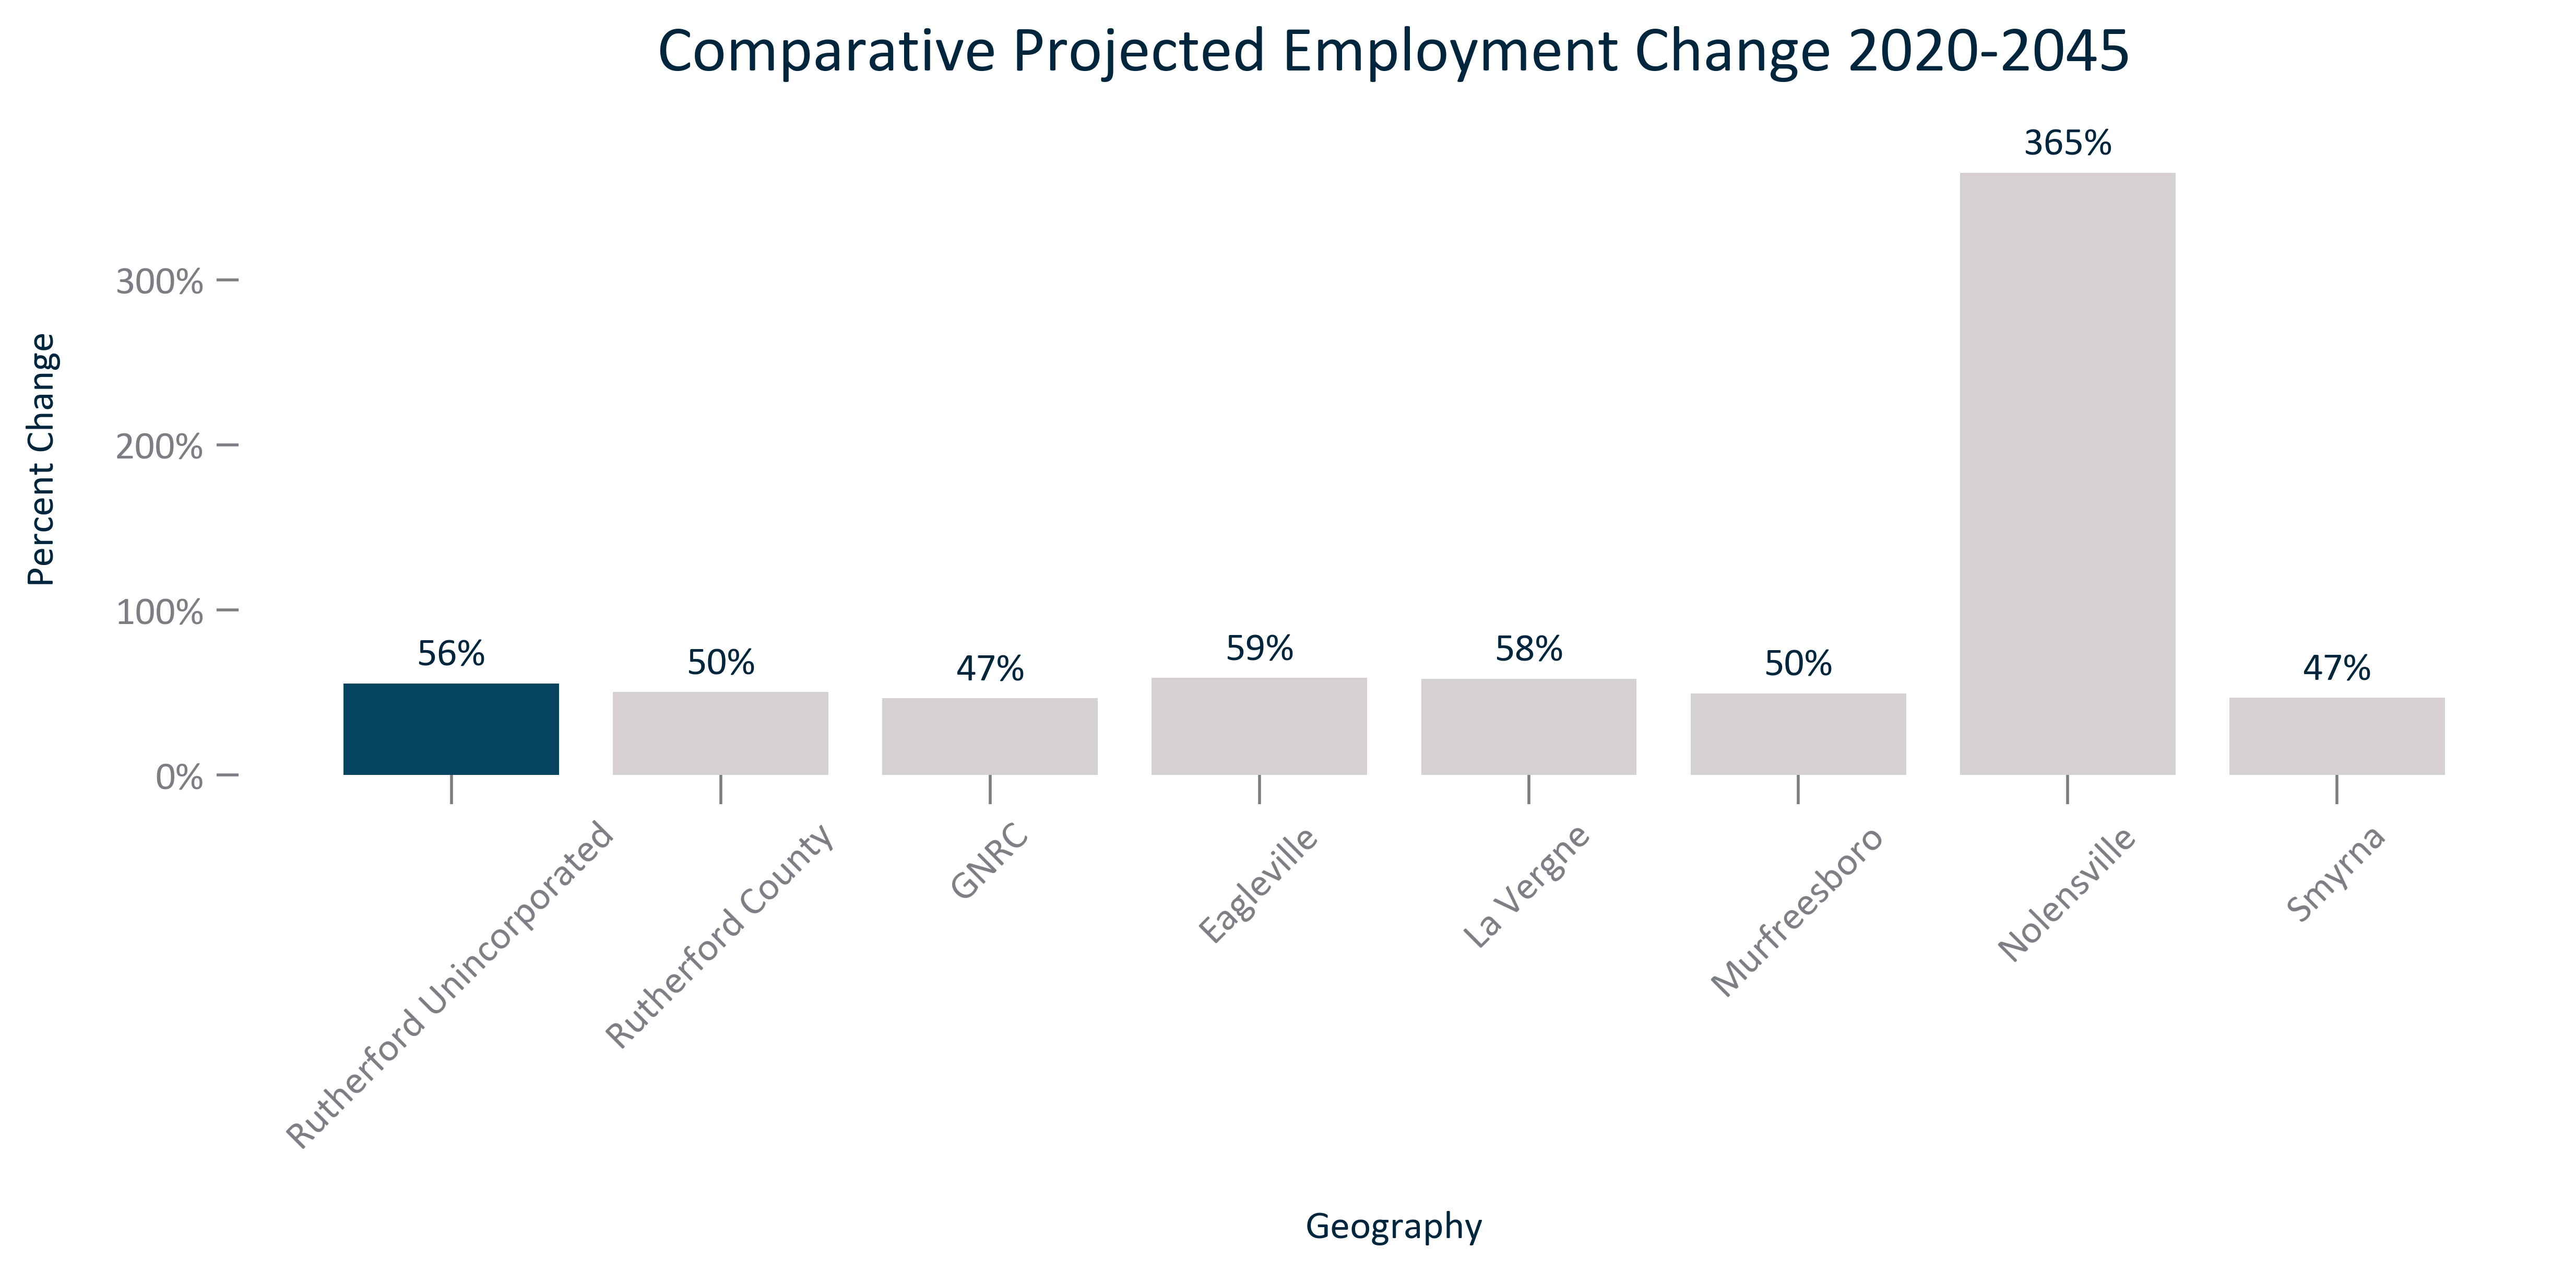 Comparative Projected Employment Change 2020-2045
Percent Change
300%
200%
100%
0%
56%
50%
47%
59%
58%
50%
365%
47%
Rutherford Unincorporated
Rutherford County
GNRC
Eagleville
La Vergne
Murfreesboro
Nolensville
Smyrna
Geography